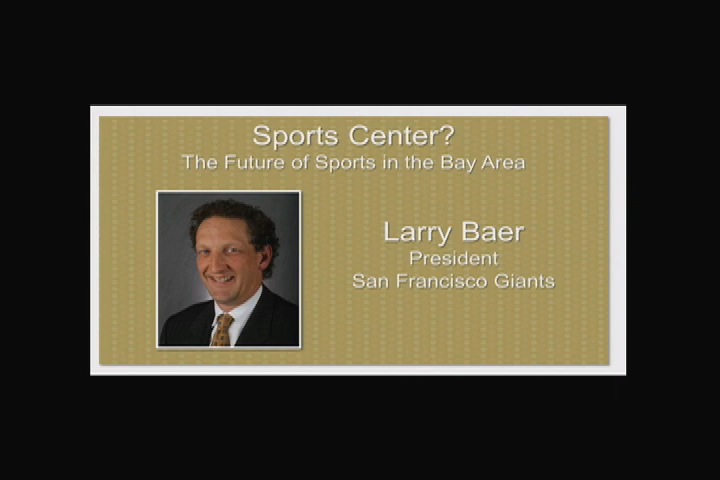 Sports Center?
The Future of Sports in the Bay Area
Larry Baer
President
San Francisco Giants